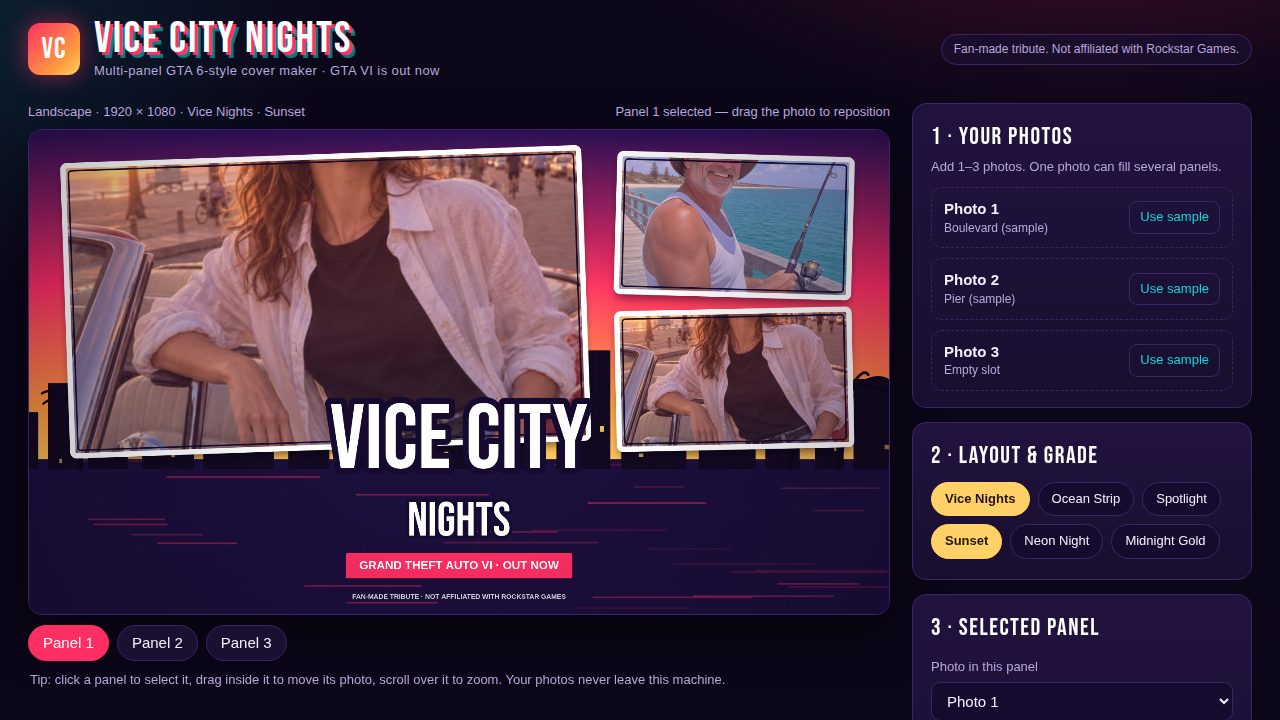 VC
VICE CITY NIGHTS
Multi-panel GTA 6-style cover maker · GTA VI is out now
Fan-made tribute. Not affiliated with Rockstar Games.
Landscape · 1920 × 1080 · Vice Nights · Sunset
Panel 1 selected — drag the photo to reposition
VICE CITY
NIGHTS
GRAND THEFT AUTO VI · OUT NOW
FAN-MADE TRIBUTE · NOT AFFILIATED WITH ROCKSTAR GAMES
Panel 1
Panel 2
Panel 3
Tip: click a panel to select it, drag inside it to move its photo, scroll over it to zoom. Your photos never leave this machine.
1 · YOUR PHOTOS
Add 1–3 photos. One photo can fill several panels.
Photo 1
Boulevard (sample)
Use sample
Photo 2
Pier (sample)
Use sample
Photo 3
Empty slot
Use sample
2 · LAYOUT & GRADE
Vice Nights
Ocean Strip
Spotlight
Sunset
Neon Night
Midnight Gold
3 · SELECTED PANEL
Photo in this panel
Photo 1